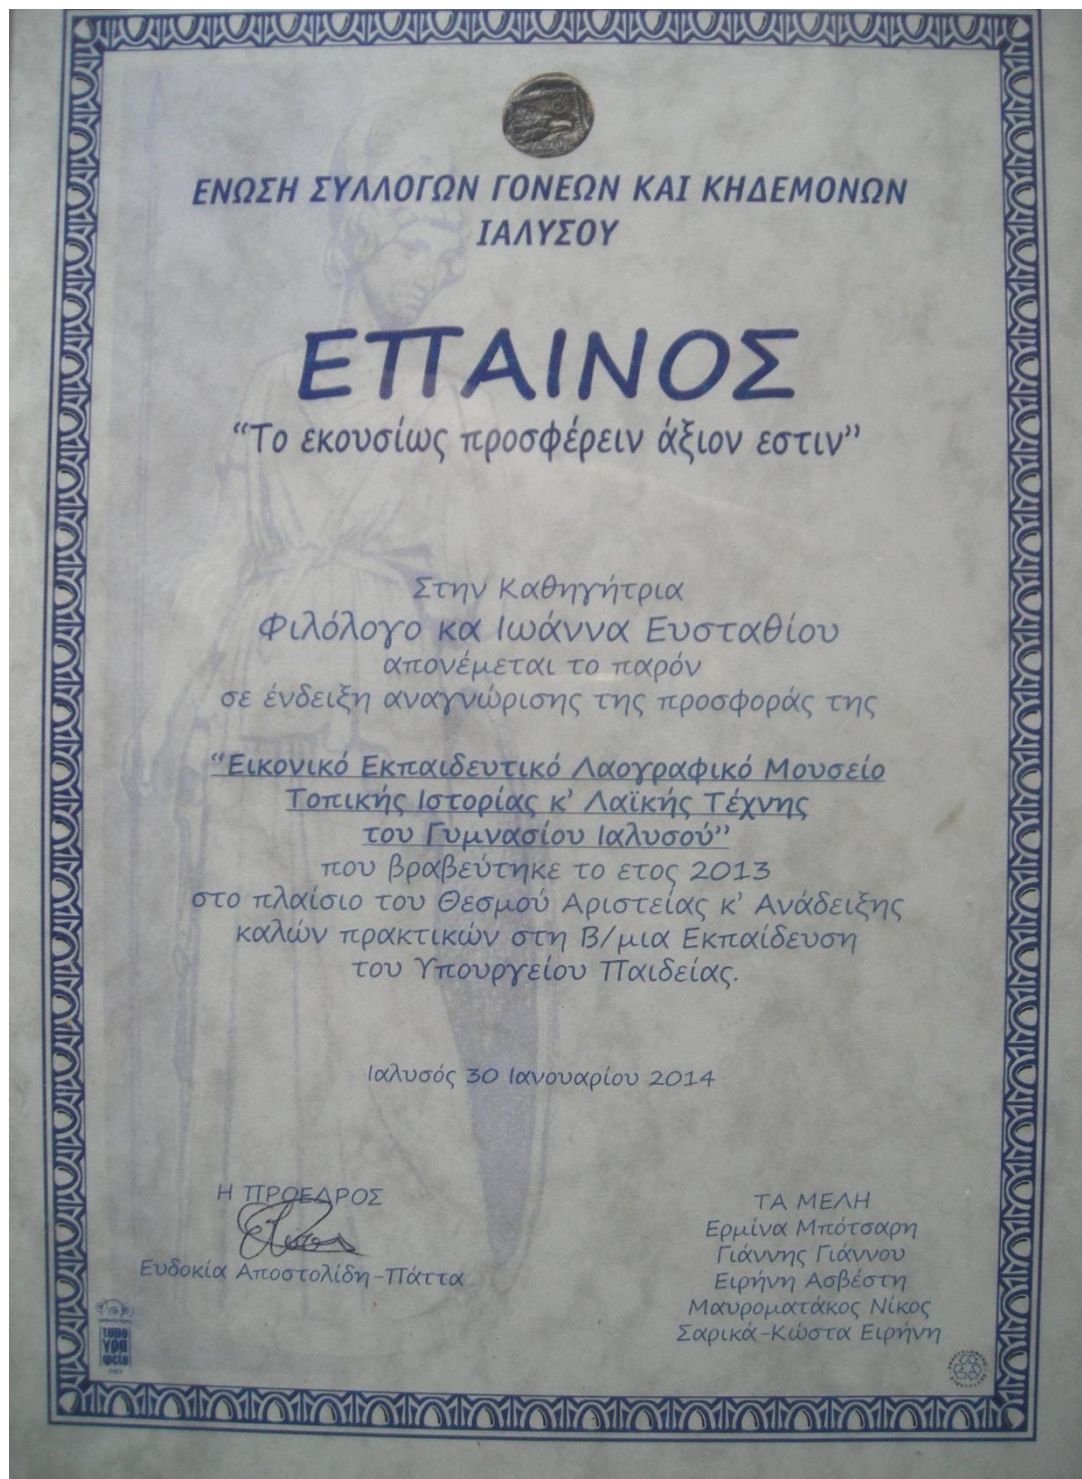 ΕΝΩΣΗ ΣΥΛΛΟΓΩΝ ΓΟΝΕΩΝ ΚΑΙ ΚΗΔΕΜΟΝΩΝ
ΙΑΛΥΣΟΥ
ΕΠΑΙΝΟΣ
“Το εκουσίως προσφέρειν άξιον εστιν”
Στην Καθηγήτρια
Φιλόλογο κα Ιωάννα Ευσταθίου
απονέμεται το παρόν
σε ένδειξη αναγνώρισης της προσφοράς της
“Εικονικό Εκπαιδευτικό Λαογραφικό Μουσείο
Τοπικής Ιστορίας κ’ Λαϊκής Τέχνης
του Γυμνασίου Ιαλυσού”
που βραβεύτηκε το ετος 2013
στο πλαίσιο του Θεσμού Αριστείας κ’ Ανάδειξης
καλών πρακτικών στη Β/μια Εκπαίδευση
του Υπουργείου Παιδείας.
Ιαλυσός 30 Ιανουαρίου 2014
Η ΠΡΟΕΔΡΟΣ
Ευδοκία Αποστολίδη-Πάττα
ΤΑ ΜΕΛΗ
Ερμίνα Μπότσαρη
Γιάννης Γιάννου
Ειρήνη Ασβέστη
Μαυροματάκος Νίκος
Σαρικά-Κώστα Ειρήνη
τυπο
γρα
φείο